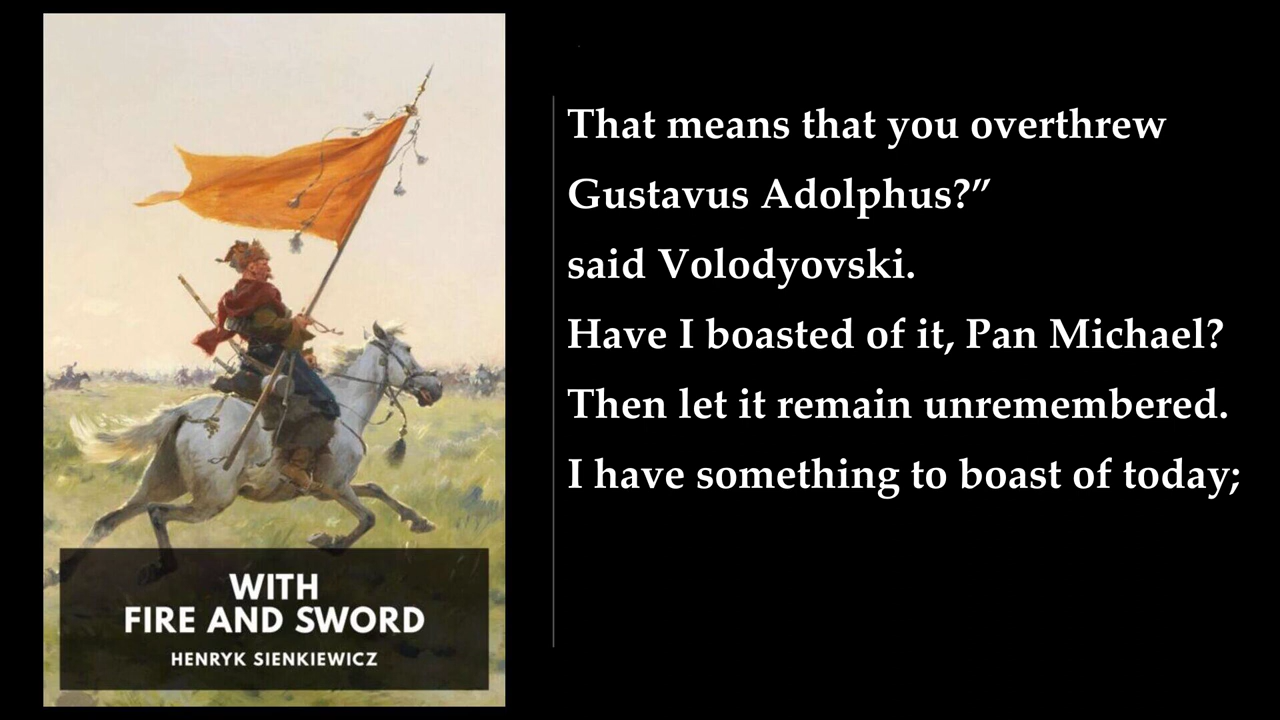 That means that you overthrew
Gustavus Adolphus?”
said Volodyovski.
Have I boasted of it, Pan Michael?
Then let it remain unremembered.
I have something to boast of today;
WITH
FIRE AND SWORD
HENRYK SIENKIEWICZ